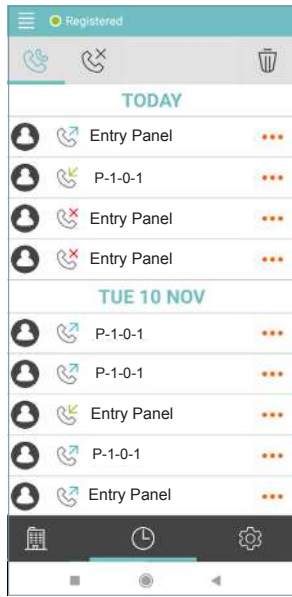 Registered
TODAY
Entry Panel
P-1-0-1
Entry Panel
Entry Panel
TUE 10 NOV
P-1-0-1
P-1-0-1
Entry Panel
P-1-0-1
Entry Panel